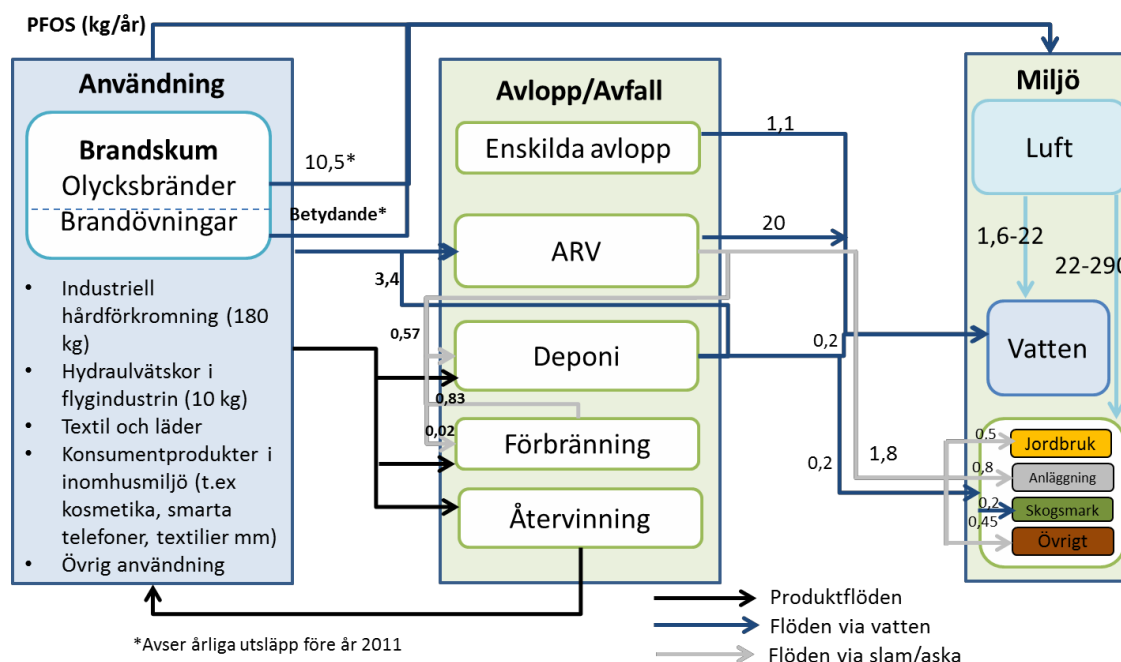 PFOS (kg/år)
Användning
Brandskum
Olycksbränder
Brandövningar
10,5*
Betydande*
• Industriell
hårdförkromning (180
kg)
• Hydraulvätskor i
flygindustrin (10 kg)
• Textil och läder
• Konsumentprodukter i
inomhusmiljö (t.ex
kosmetika, smarta
telefoner, textilier mm)
• Övrig användning
Avlopp/Avfall
Enskilda avlopp
ARV
Deponi
Förbränning
Återvinning
3,4
0,57
0,83
0,02
1,1
20
0,2
0,2
1,8
Miljö
Luft
1,6-22
22-290
Vatten
0,5
Jordbruk
0,8
Anläggning
0,2
Skogsmark
0,45
Övrigt
Produktflöden
Flöden via vatten
Flöden via slam/aska
*Avser årliga utsläpp före år 2011